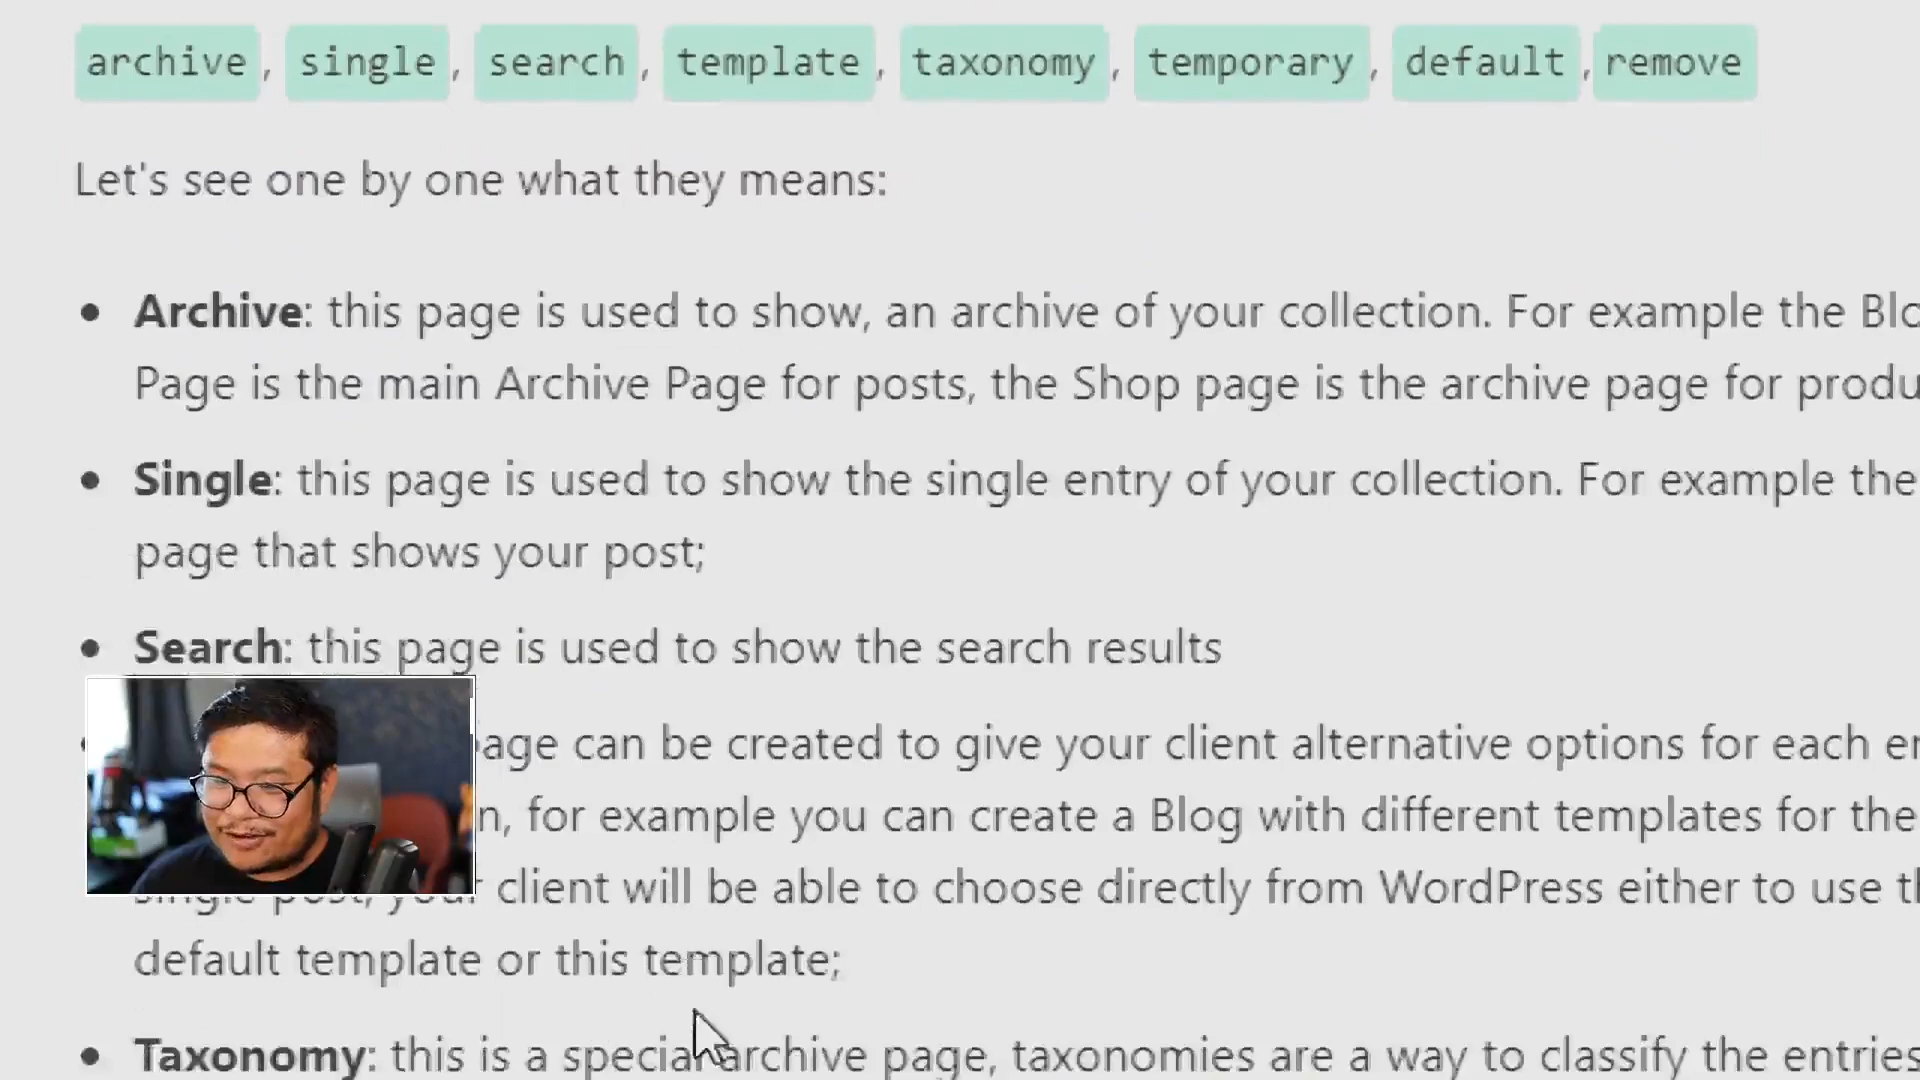 archive, single, search, template, taxonomy, temporary, default, remove
Let's see one by one what they means:
• Archive: this page is used to show, an archive of your collection. For example the
Page is the main Archive Page for posts, the Shop page is the archive page for
• Single: this page is used to show the single entry of your collection. For example the
page that shows your post;
• Search: this page is used to show the search results
can be created to give your client alternative options for each
for example you can create a Blog with different templates for the
single post, your client will be able to choose directly from WordPress either to use
default template or this template;
• Taxonomy: this is a special archive page, taxonomies are a way to classify the entries